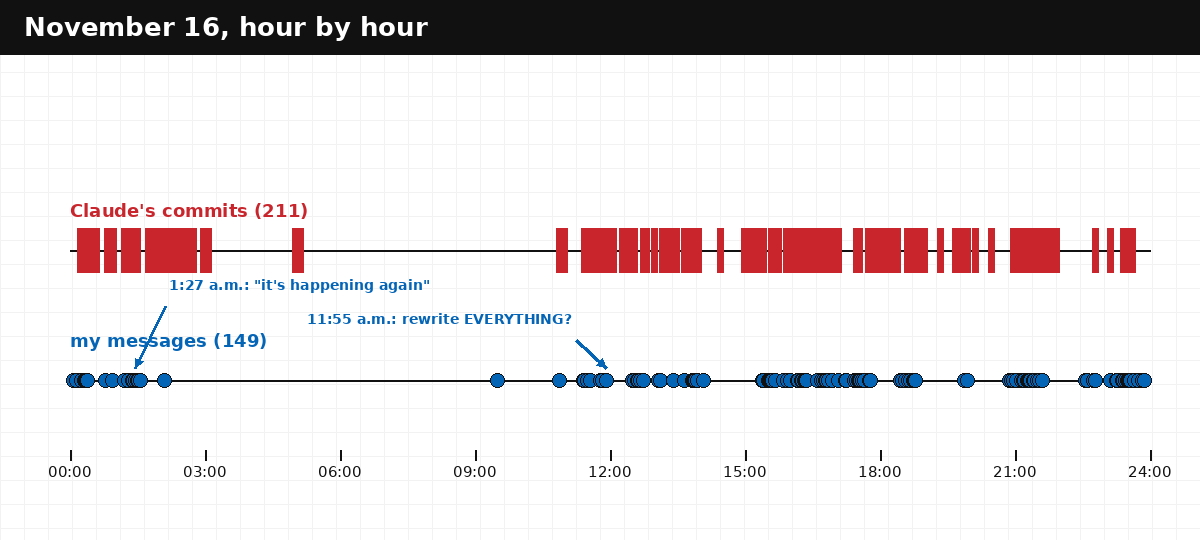 November 16, hour by hour
Claude's commits (211)
1:27 a.m.: "it's happening again"
11:55 a.m.: rewrite EVERYTHING?
my messages (149)
00:00 03:00 06:00 09:00 12:00 15:00 18:00 21:00 24:00